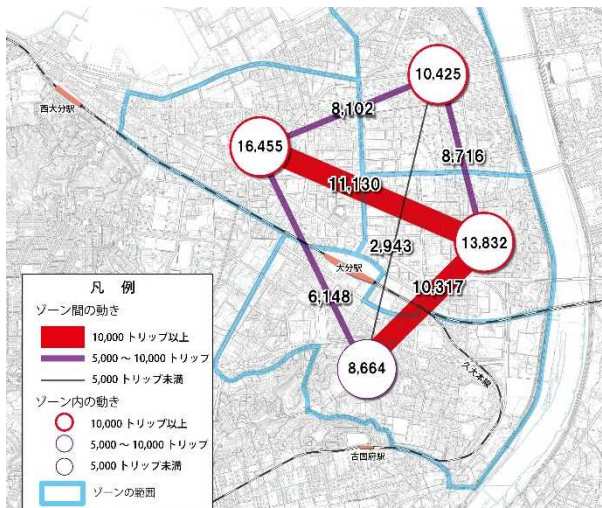 10,425
8,102
西大分駅
16,455
8,716
11,130
13,832
2,943
大分駅
10,317
6,148
8,664
久大本線
古国府駅
凡 例
ゾーン間の動き
10,000 トリップ以上
5,000 ～ 10,000 トリップ
5,000 トリップ未満
ゾーン内の動き
10,000 トリップ以上
5,000 ～ 10,000 トリップ
5,000 トリップ未満
ゾーンの範囲